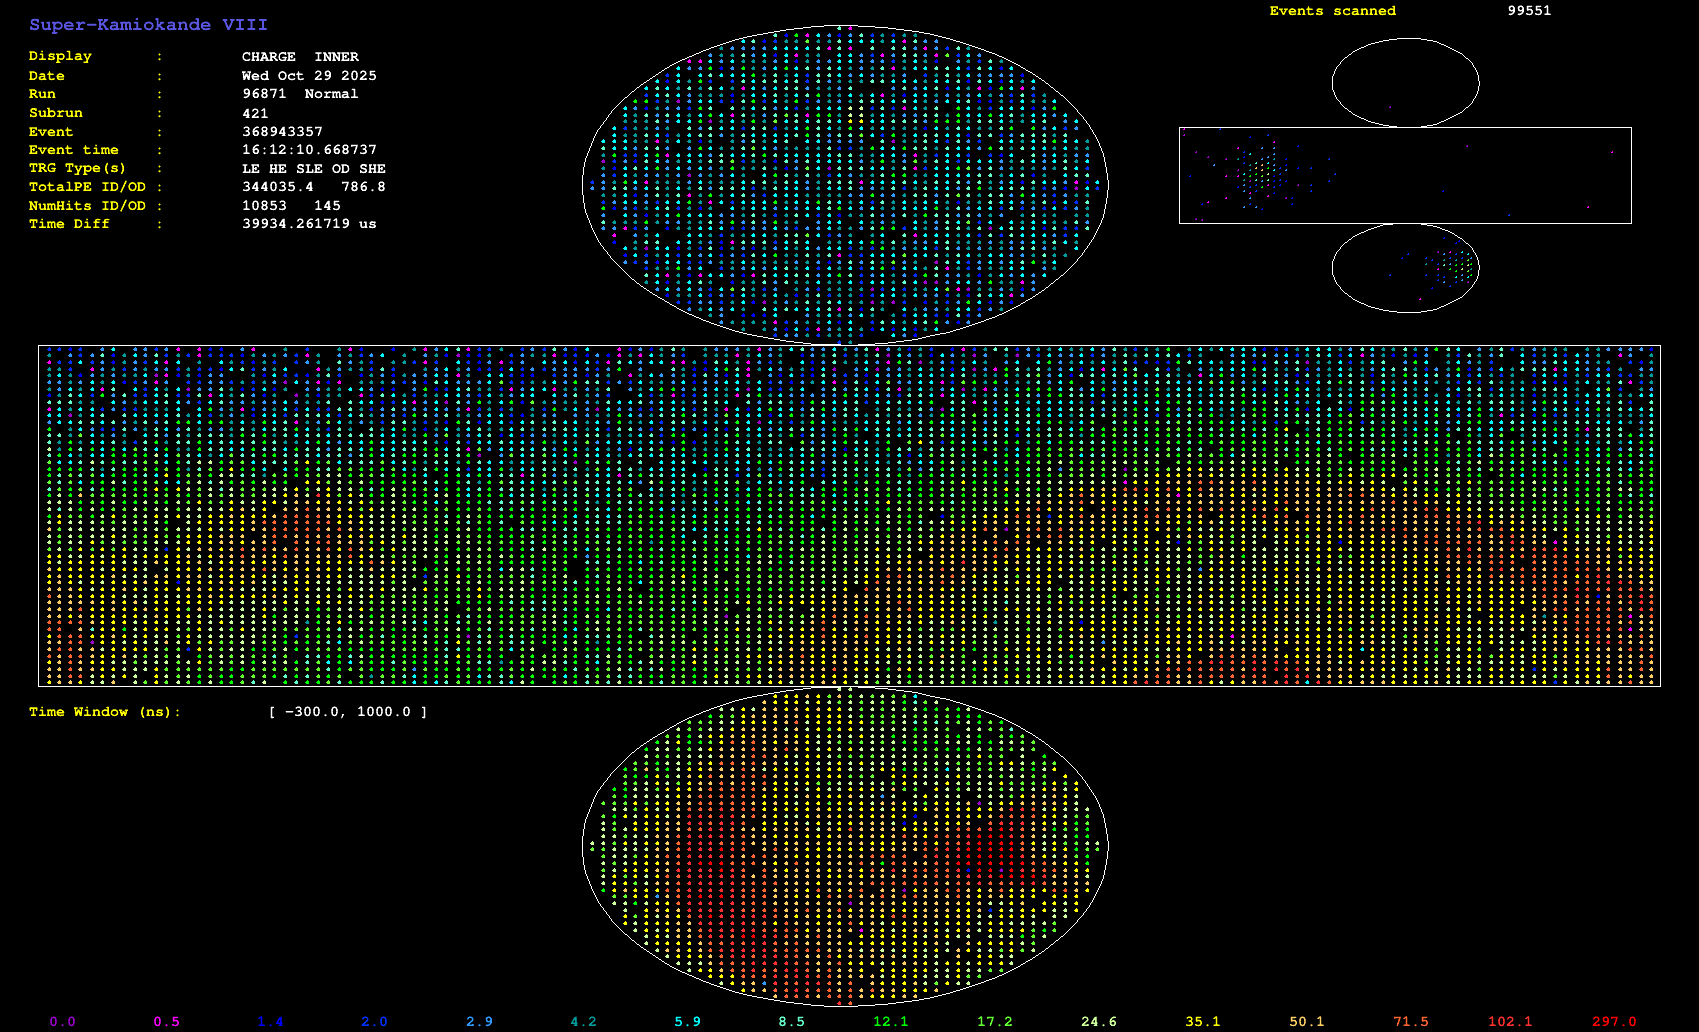 Super-Kamiokande VIII
Events scanned 99551
Display : CHARGE INNER
Date : Wed Oct 29 2025
Run : 96871 Normal
Subrun : 421
Event : 368943357
Event time : 16:12:10.668737
TRG Type(s) : LE HE SLE OD SHE
TotalPE ID/OD : 344035.4 786.8
NumHits ID/OD : 10853 145
Time Diff : 39934.261719 us
Time Window (ns): [ -300.0, 1000.0 ]
0.0 0.5 1.4 2.0 2.9 4.2 5.9 8.5 12.1 17.2 24.6 35.1 50.1 71.5 102.1 297.0